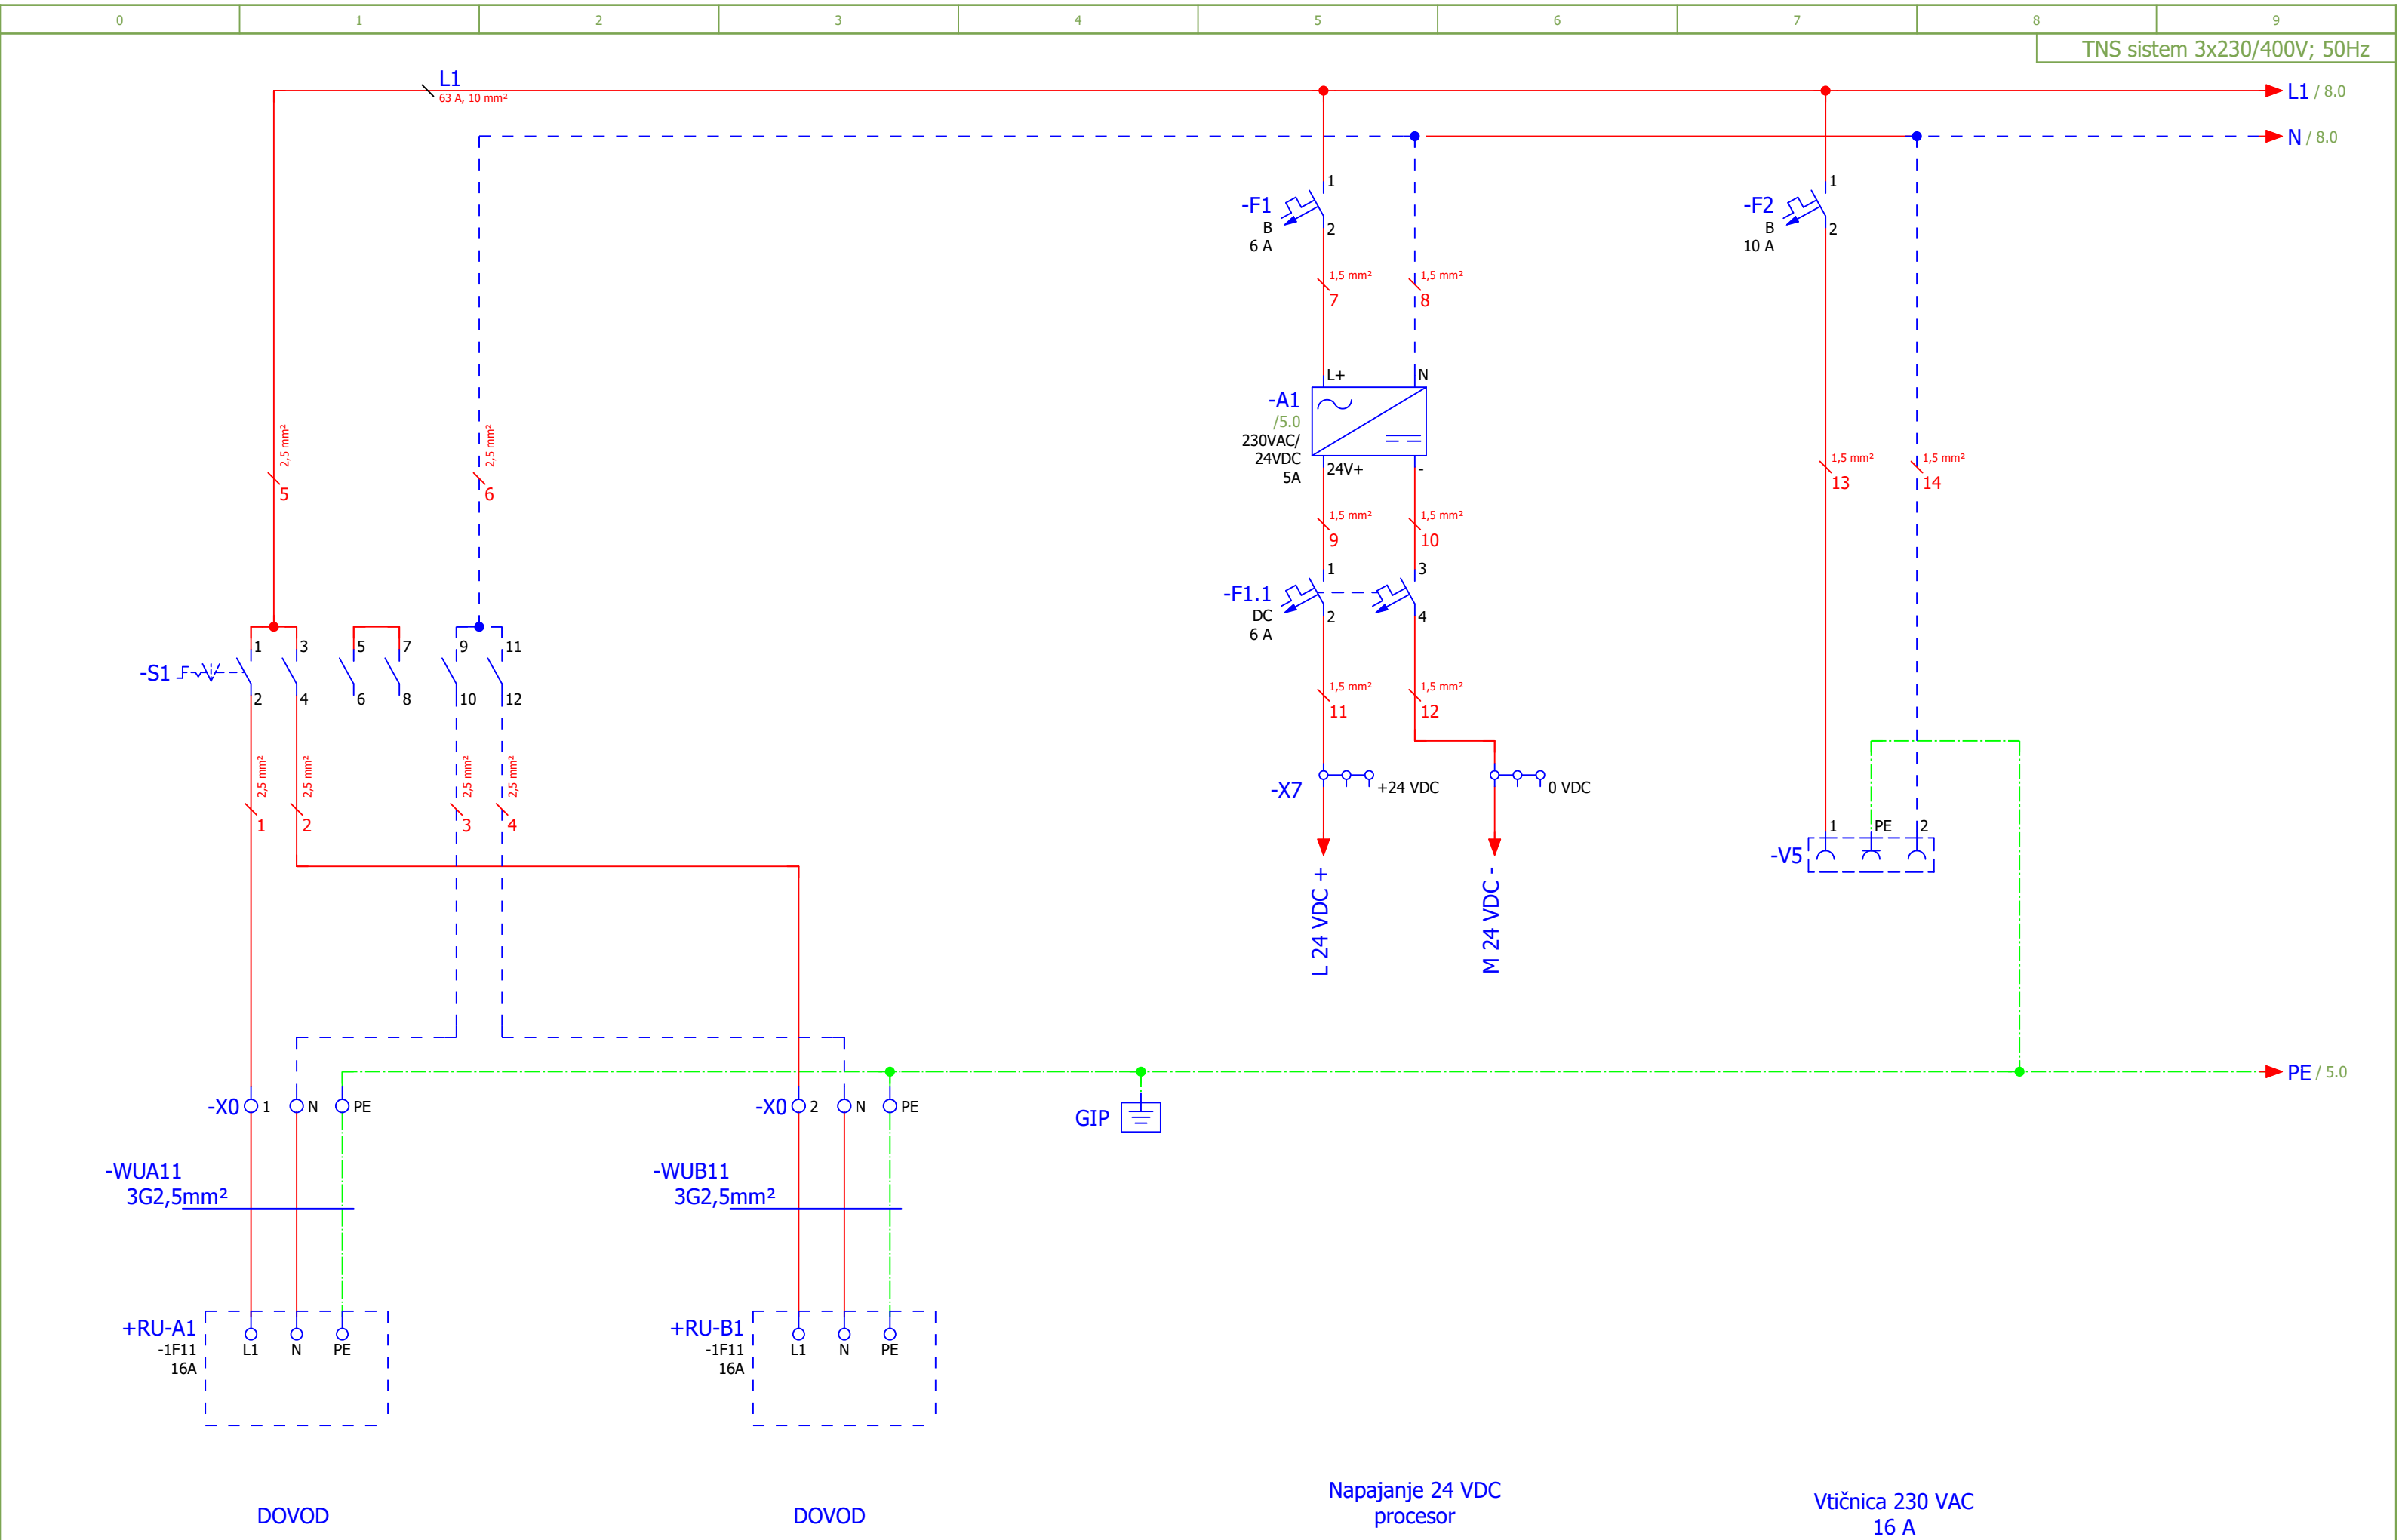 0 1 2 3 4 5 6 7 8 9
TNS sistem 3x230/400V; 50Hz
L1
63 A, 10 mm²
L1 / 8.0
N / 8.0
1
-F1
B
6 A
2
1
-F2
B
10 A
2
1,5 mm²
7
1,5 mm²
8
L+
N
-A1
/5.0
230VAC/
24VDC
5A
24V+
-
2,5 mm²
5
2,5 mm²
6
1,5 mm²
13
1,5 mm²
14
1,5 mm²
9
1,5 mm²
10
1
3
-F1.1
DC
6 A
2
4
1 3 5 7 9 11
-S1
2 4 6 8 10 12
1,5 mm²
11
1,5 mm²
12
2,5 mm²
1
2,5 mm²
2
2,5 mm²
3
2,5 mm²
4
-X7
+24 VDC
0 VDC
L 24 VDC +
M 24 VDC -
1 PE 2
-V5
PE / 5.0
-X0 1 N PE
-X0 2 N PE
GIP
-WUA11
3G2,5mm²
-WUB11
3G2,5mm²
+RU-A1
-1F11
16A
L1 N PE
+RU-B1
-1F11
16A
L1 N PE
DOVOD
DOVOD
Napajanje 24 VDC
procesor
Vtičnica 230 VAC
16 A